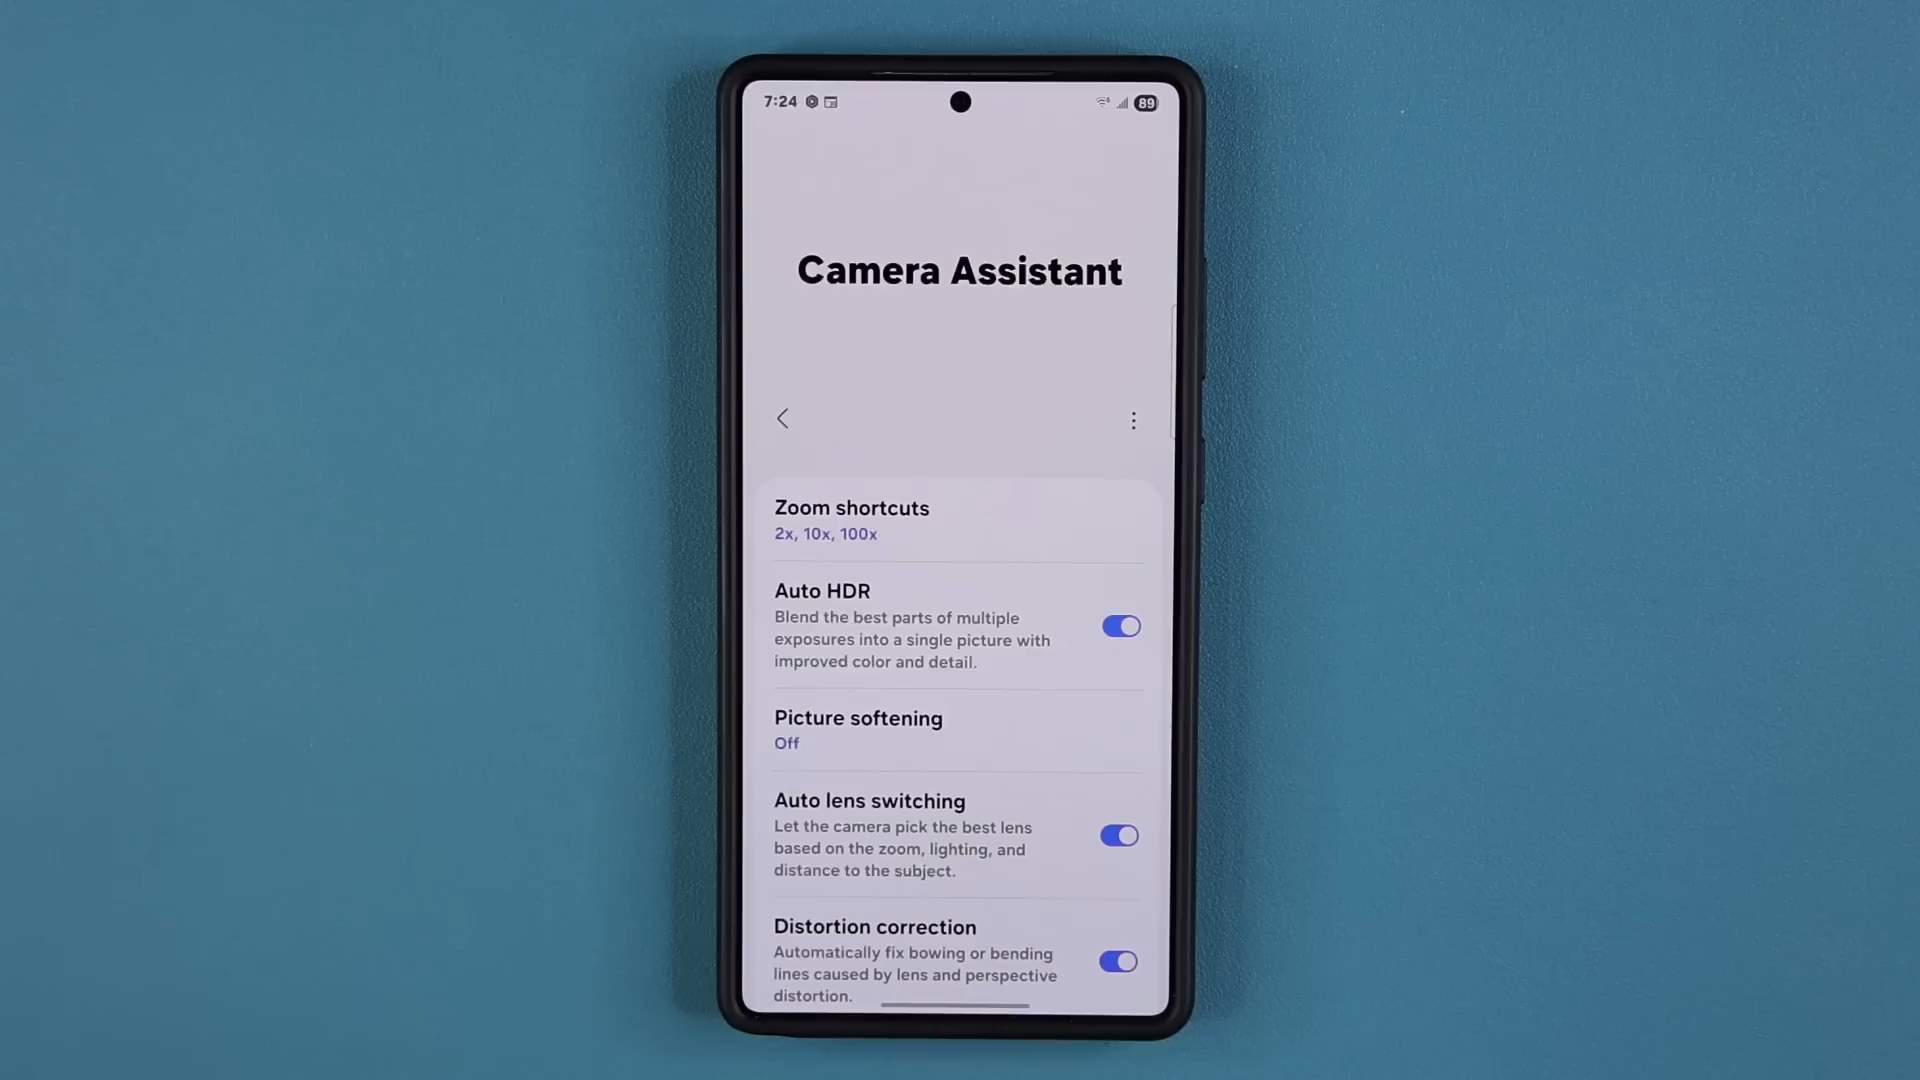 7:24
89
Camera Assistant
Zoom shortcuts
2x, 10x, 100x
Auto HDR
Blend the best parts of multiple
exposures into a single picture with
improved color and detail.
Picture softening
Off
Auto lens switching
Let the camera pick the best lens
based on the zoom, lighting, and
distance to the subject.
Distortion correction
Automatically fix bowing or bending
lines caused by lens and perspective
distortion.